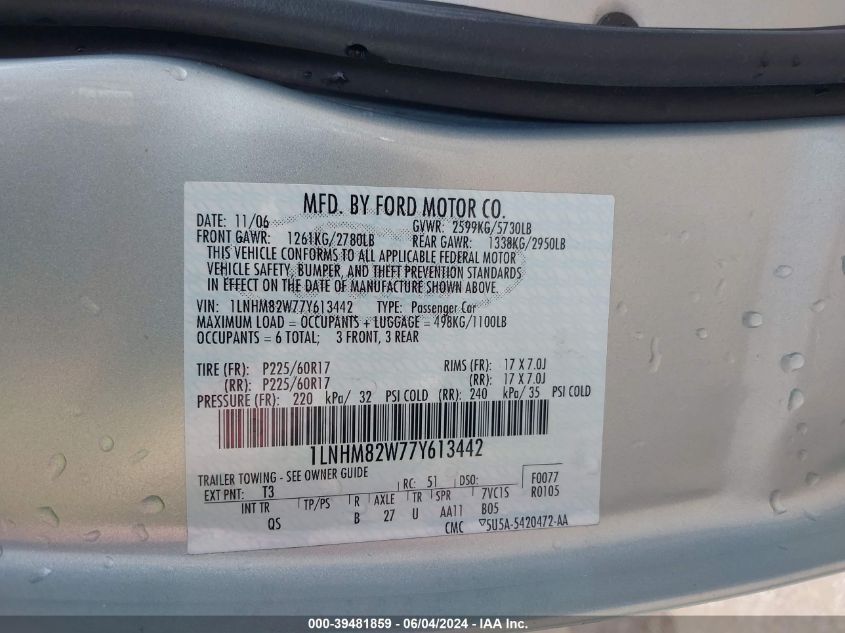 MFD. BY FORD MOTOR CO.
DATE: 11/06 GVWR: 2599KG/5730LB
FRONT GAWR: 1261KG/2780LB REAR GAWR: 1338KG/2950LB
THIS VEHICLE CONFORMS TO ALL APPLICABLE FEDERAL MOTOR
VEHICLE SAFETY, BUMPER, AND THEFT PREVENTION STANDARDS
IN EFFECT ON THE DATE OF MANUFACTURE SHOWN ABOVE.
VIN: 1LNHM82W77Y613442 TYPE: Passenger Car
MAXIMUM LOAD = OCCUPANTS + LUGGAGE = 498KG/1100LB
OCCUPANTS = 6 TOTAL; 3 FRONT, 3 REAR
TIRE (FR): P225/60R17 RIMS (FR): 17 X 7.0J
(RR): P225/60R17 (RR): 17 X 7.0J
PRESSURE (FR): 220 kPa/ 32 PSI COLD (RR): 240 kPa/ 35 PSI COLD
1LNHM82W77Y613442
TRAILER TOWING - SEE OWNER GUIDE
EXT PNT: T3 RC: 51 DSO: F0077
R0105
INT TR TP/PS R AXLE TR SPR 7VC1S
QS B 27 U AA11 B05
CMC SU5A-5420472-AA
000-39481859 - 06/04/2024 - IAA Inc.